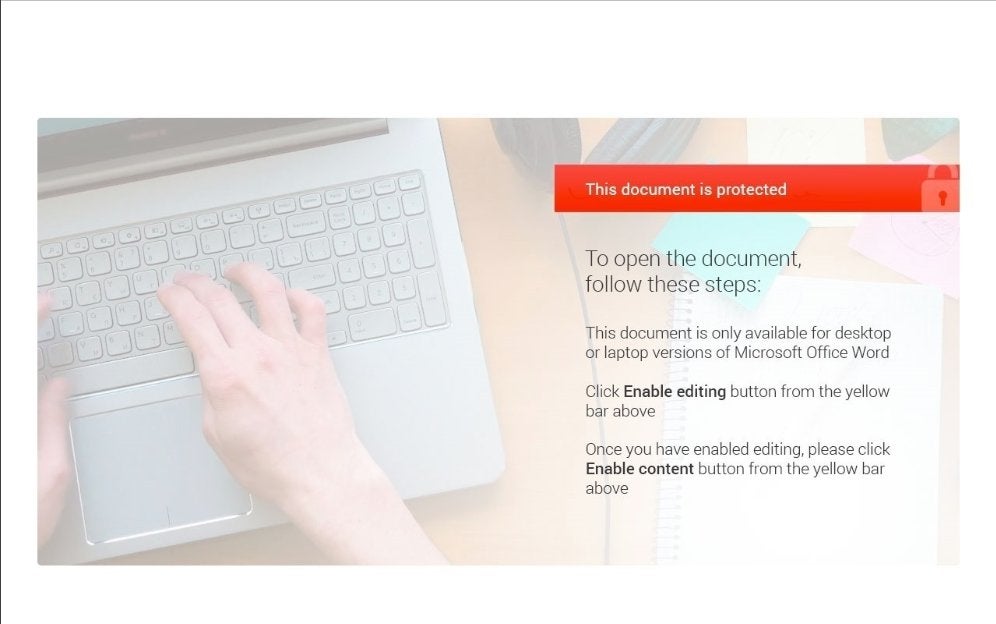 This document is protected
To open the document,
follow these steps:
This document is only available for desktop
or laptop versions of Microsoft Office Word
Click Enable editing button from the yellow
bar above
Once you have enabled editing, please click
Enable content button from the yellow bar
above